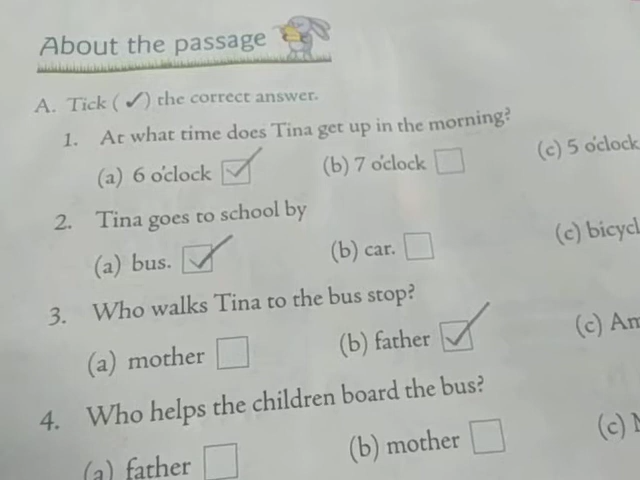 About the passage
A. Tick ( ✓ ) the correct answer.
1. At what time does Tina get up in the morning?
(a) 6 o'clock ✓ (b) 7 o'clock (c) 5 o'clock
2. Tina goes to school by
(a) bus. ✓ (b) car. (c)
3. Who walks Tina to the bus stop?
(a) mother (b) father ✓ (c)
4. Who helps the children board the bus?
(a) father (b) mother (c)